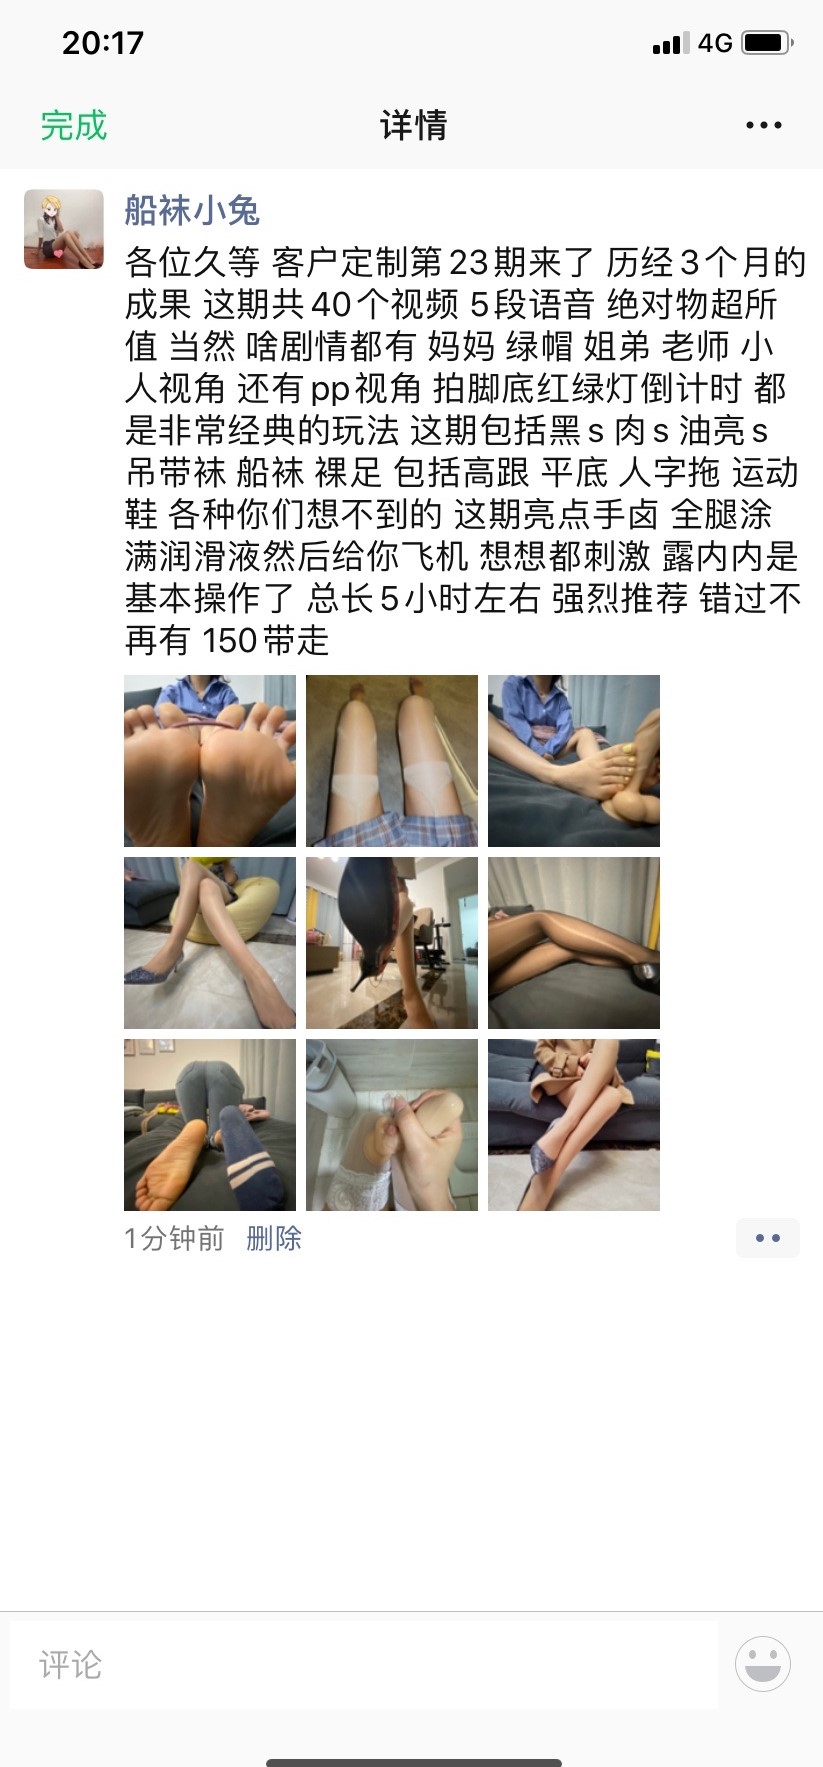 20:17
4G
完成
详情
船袜小兔
各位久等 客户定制第23期来了 历经3个月的
成果 这期共40个视频 5段语音 绝对物超所
值 当然 啥剧情都有 妈妈 绿帽 姐弟 老师 小
人视角 还有pp视角 拍脚底红绿灯倒计时 都
是非常经典的玩法 这期包括黑s 肉s 油亮s
吊带袜 船袜 裸足 包括高跟 平底 人字拖 运动
鞋 各种你们想不到的 这期亮点手卤 全腿涂
满润滑液然后给你飞机 想想都刺激 露内内是
基本操作了 总长5小时左右 强烈推荐 错过不
再有 150带走
1分钟前 删除
评论